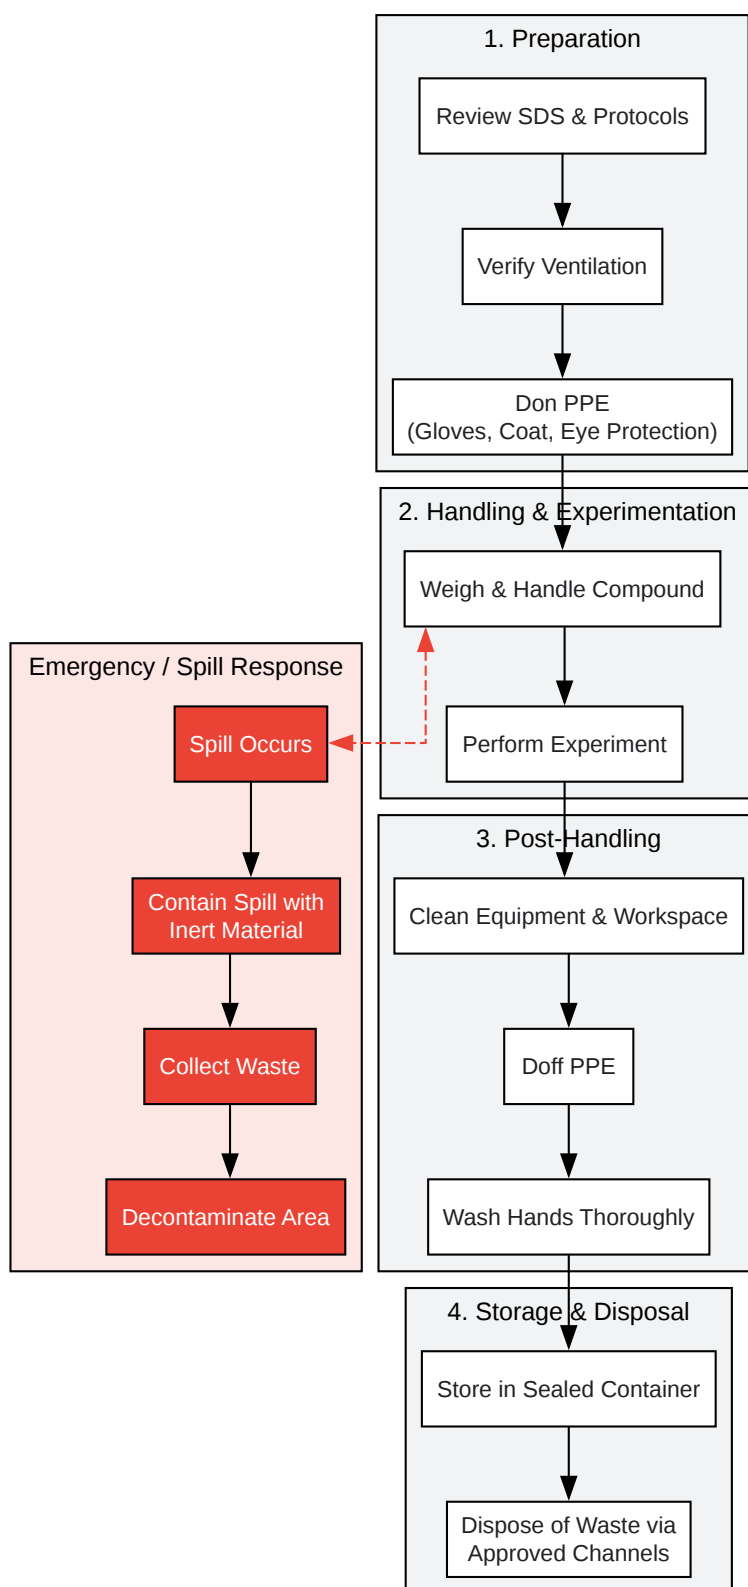 1. Preparation
Review SDS & Protocols
Verify Ventilation
Don PPE
(Gloves, Coat, Eye Protection)
2. Handling & Experimentation
Weigh & Handle Compound
Perform Experiment
Emergency / Spill Response
Spill Occurs
Contain Spill with
Inert Material
Collect Waste
Decontaminate Area
3. Post-Handling
Clean Equipment & Workspace
Doff PPE
Wash Hands Thoroughly
4. Storage & Disposal
Store in Sealed Container
Dispose of Waste via
Approved Channels